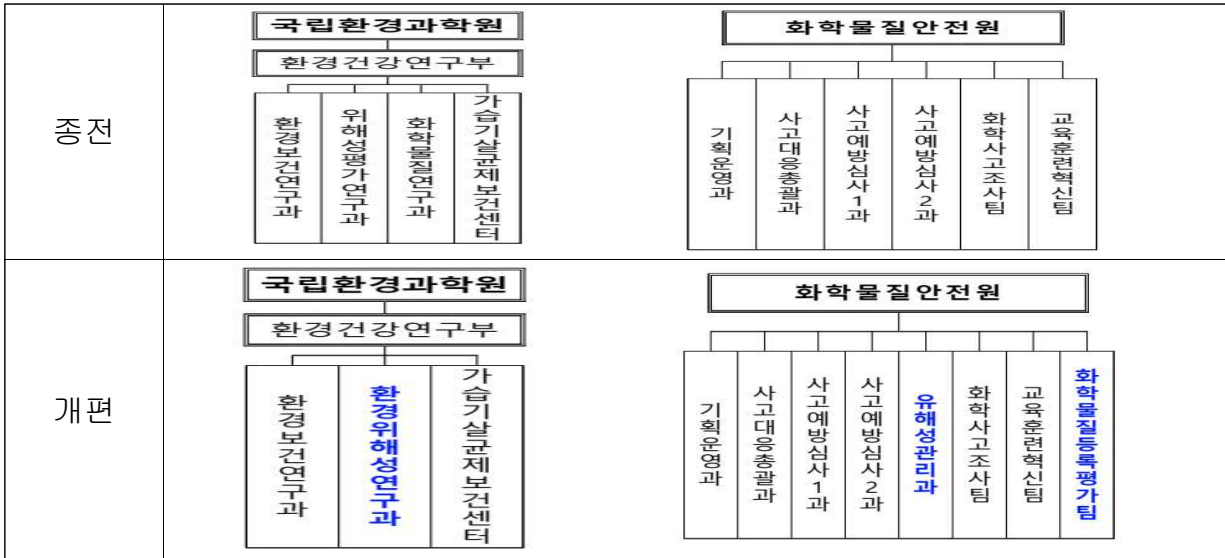 종전
국립환경과학원
환경건강연구부
환경보건연구과
위해성평가연구과
화학물질연구과
가습기살균제보건센터
화학물질안전원
기획운영과
사고대응총괄과
사고예방심사1과
사고예방심사2과
화학사고조사팀
교육훈련혁신팀
개편
국립환경과학원
환경건강연구부
환경보건연구과
환경위해성연구과
가습기살균제보건센터
화학물질안전원
기획운영과
사고대응총괄과
사고예방심사1과
사고예방심사2과
유해성관리과
화학사고조사팀
교육훈련혁신팀
화학물질등록평가팀